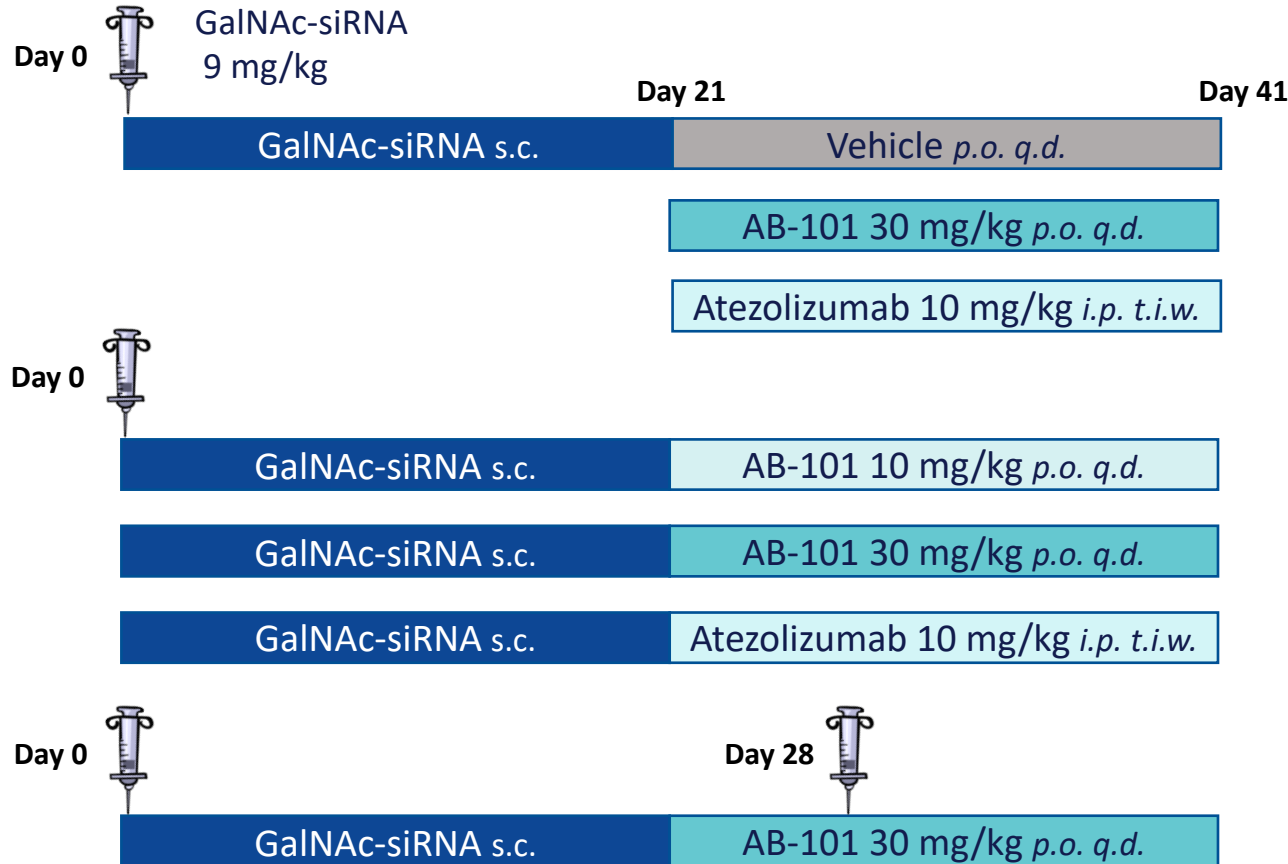 GalNAc-siRNA
9 mg/kg
Day 0
Day 21
Day 41
GalNAc-siRNA s.c.
Vehicle p.o. q.d.
AB-101 30 mg/kg p.o. q.d.
Atezolizumab 10 mg/kg i.p. t.i.w.
Day 0
GalNAc-siRNA s.c.
AB-101 10 mg/kg p.o. q.d.
GalNAc-siRNA s.c.
AB-101 30 mg/kg p.o. q.d.
GalNAc-siRNA s.c.
Atezolizumab 10 mg/kg i.p. t.i.w.
Day 0
Day 28
GalNAc-siRNA s.c.
AB-101 30 mg/kg p.o. q.d.